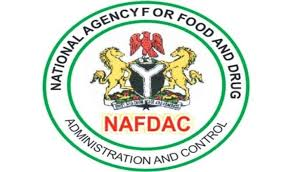 NATIONAL AGENCY FOR FOOD AND DRUG
NAFDAC
ADMINISTRATION AND CONTROL